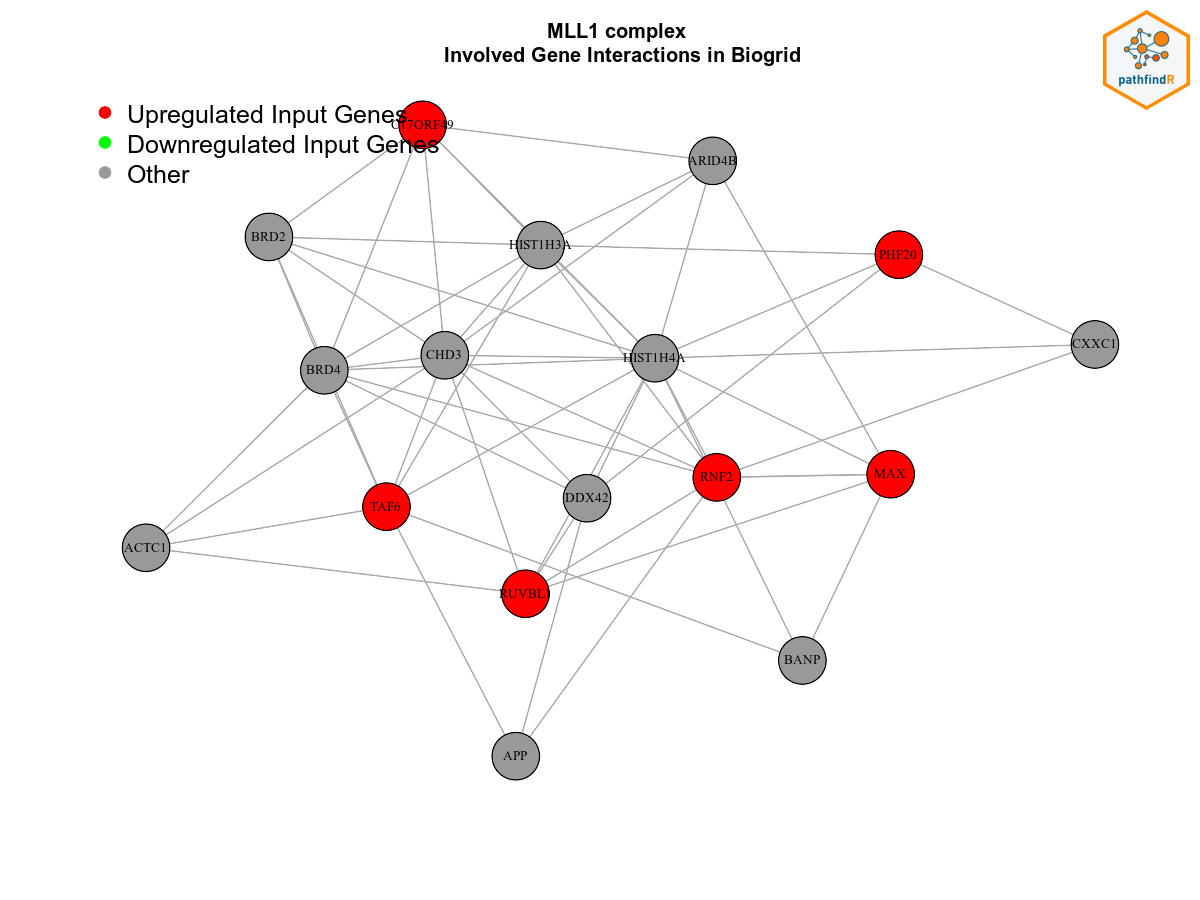 MLL1 complex
Involved Gene Interactions in Biogrid
pathfindR
Upregulated Input Genes
Downregulated Input Genes
Other
C17ORF49
ARID4B
BRD2
HIST1H3A
PHF20
CXXC1
CHD3
HIST1H4A
BRD4
MAX
RNF2
DDX42
TAF6
ACTC1
RUVBL1
BANP
APP